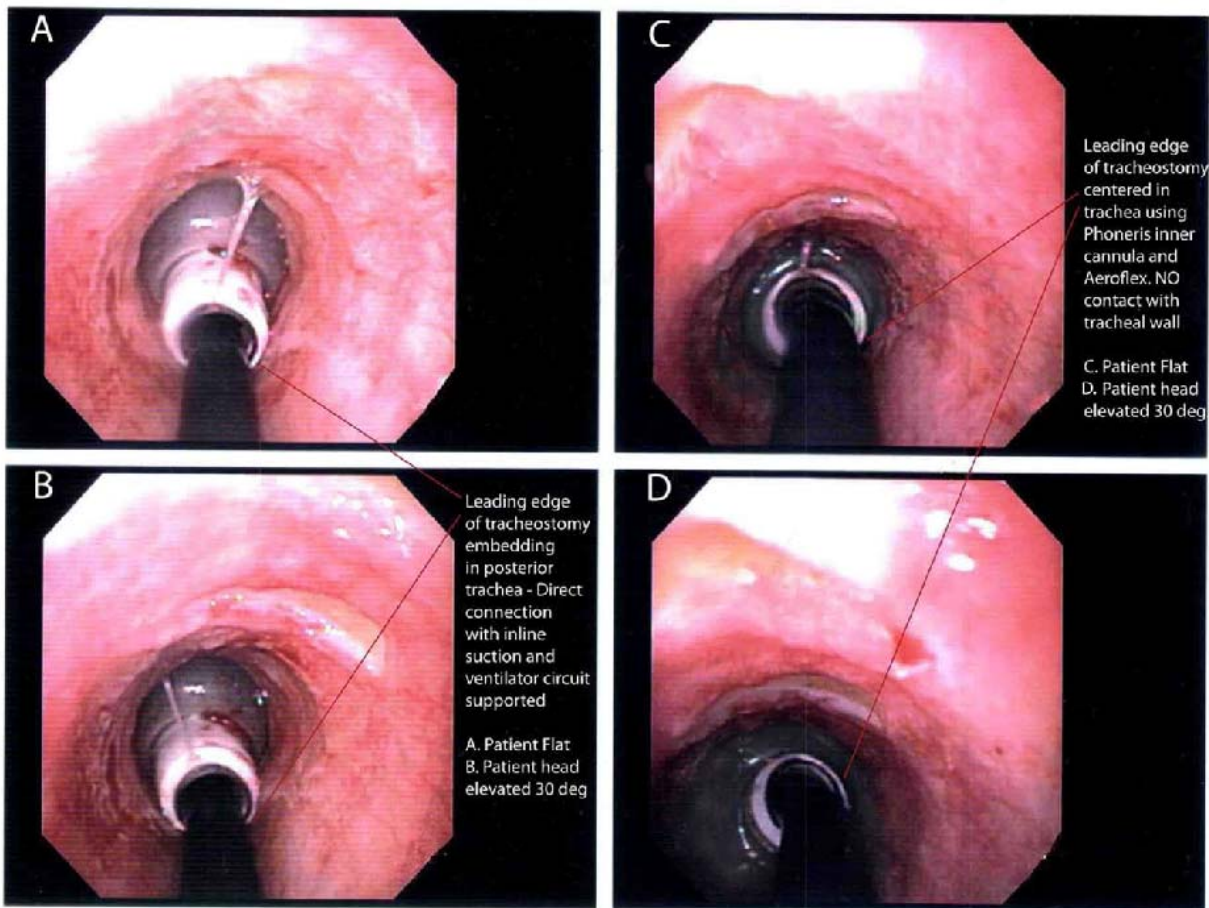 A
Leading edge
of tracheostomy
embedding
in posterior
trachea - Direct
connection
with inline
suction and
ventilator circuit
supported
A. Patient Flat
B. Patient head
elevated 30 deg
B
C
Leading edge
of tracheostomy
centered in
trachea using
Phoneris inner
cannula and
Aeroflex. NO
contact with
tracheal wall
C. Patient Flat
D. Patient head
elevated 30 deg
D